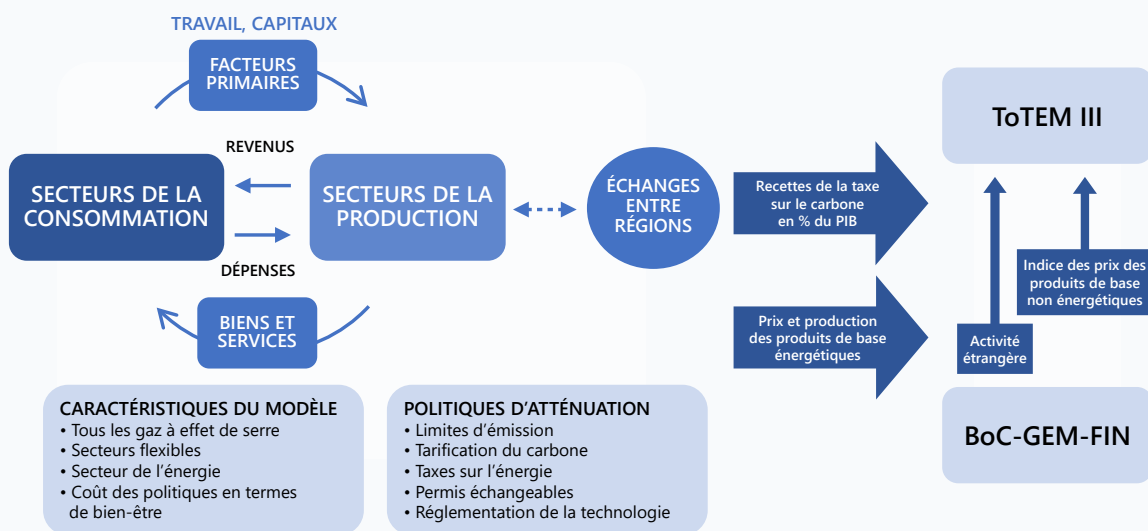 TRAVAIL, CAPITAUX
FACTEURS
PRIMAIRES
REVENUS
SECTEURS DE LA
CONSOMMATION
SECTEURS DE LA
PRODUCTION
DÉPENSES
BIENS ET
SERVICES
ÉCHANGES
ENTRE
RÉGIONS
Recettes de la taxe
sur le carbone
en % du PIB
Prix et production
des produits de base
énergétiques
ToTEM III
Indice des prix des
produits de base
non énergétiques
Activité
étrangère
BoC-GEM-FIN
CARACTÉRISTIQUES DU MODÈLE
• Tous les gaz à effet de serre
• Secteurs flexibles
• Secteur de l’énergie
• Coût des politiques en termes
de bien-être
POLITIQUES D’ATTÉNUATION
• Limites d’émission
• Tarification du carbone
• Taxes sur l’énergie
• Permis échangeables
• Réglementation de la technologie